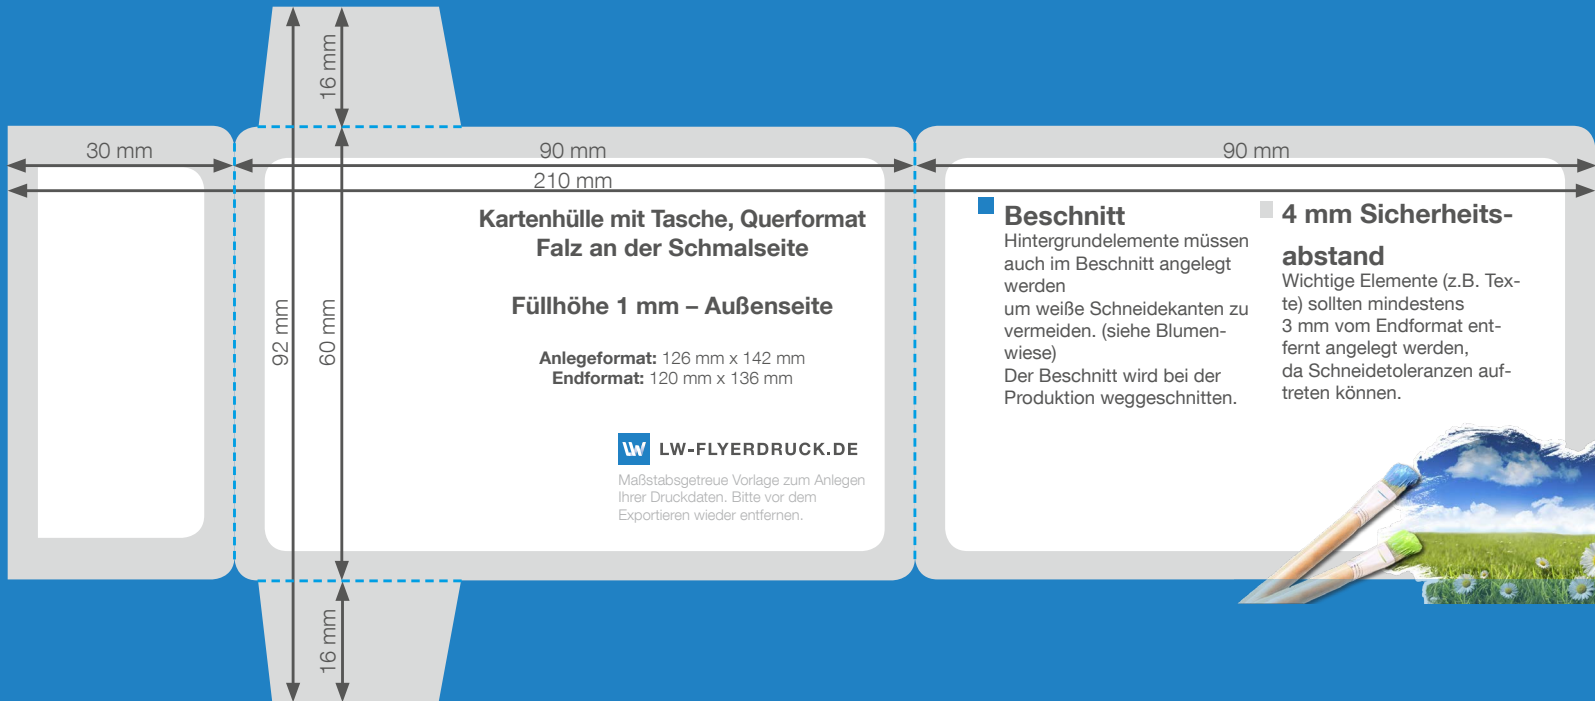 16 mm
30 mm
90 mm
90 mm
210 mm
92 mm
60 mm
Kartenhülle mit Tasche, Querformat
Falz an der Schmalseite
Füllhöhe 1 mm – Außenseite
Anlegeformat: 126 mm x 142 mm
Endformat: 120 mm x 136 mm
LW LW-FLYERDRUCK.DE
Maßstabsgetreue Vorlage zum Anlegen
Ihrer Druckdaten. Bitte vor dem
Exportieren wieder entfernen.
Beschnitt
Hintergrundelemente müssen
auch im Beschnitt angelegt
werden
um weiße Schneidekanten zu
vermeiden. (siehe Blumen-
wiese)
Der Beschnitt wird bei der
Produktion weggeschnitten.
4 mm Sicherheits-
abstand
Wichtige Elemente (z.B. Tex-
te) sollten mindestens
3 mm vom Endformat ent-
fernt angelegt werden,
da Schneidetoleranzen auf-
treten können.
16 mm